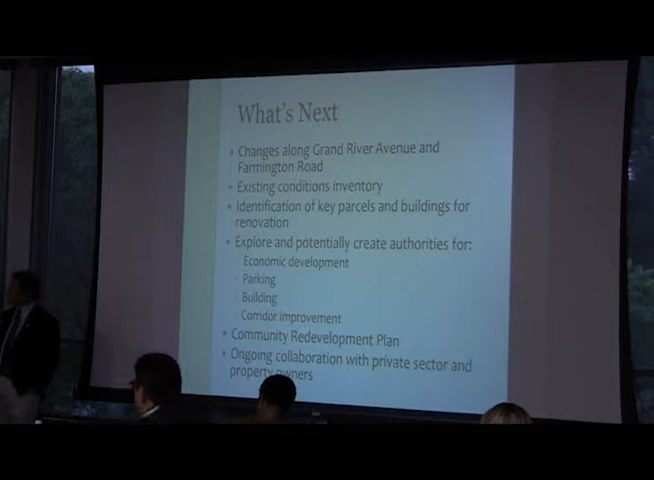 What's Next
Changes along Grand River Avenue and
Farmington Road
Existing conditions inventory
Identification of key parcels and buildings for
renovation
Explore and potentially create authorities for:
Economic development
Parking
Building
Corridor improvement
Community Redevelopment Plan
Ongoing collaboration with private sector and
property owners